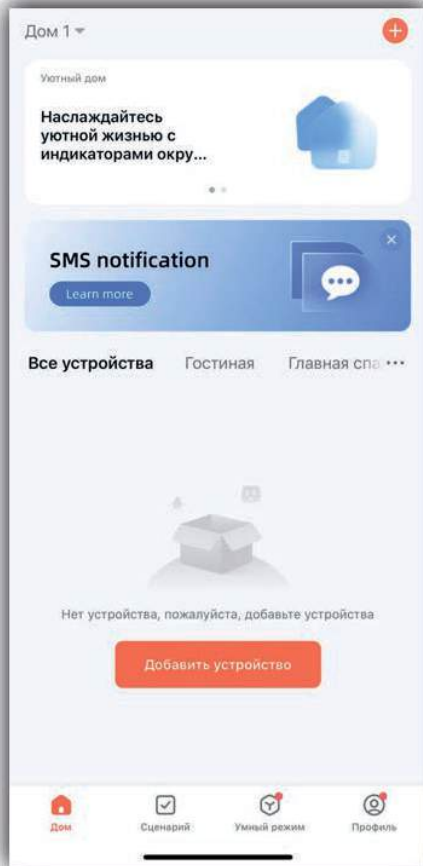 Дом 1
Уютный дом
Наслаждайтесь
уютной жизнью с
индикаторами окру...
SMS notification
Learn more
Все устройства Гостиная Главная спа ...
Нет устройства, пожалуйста, добавьте устройства
Добавить устройство
Дом Сценарий Умный режим Профиль